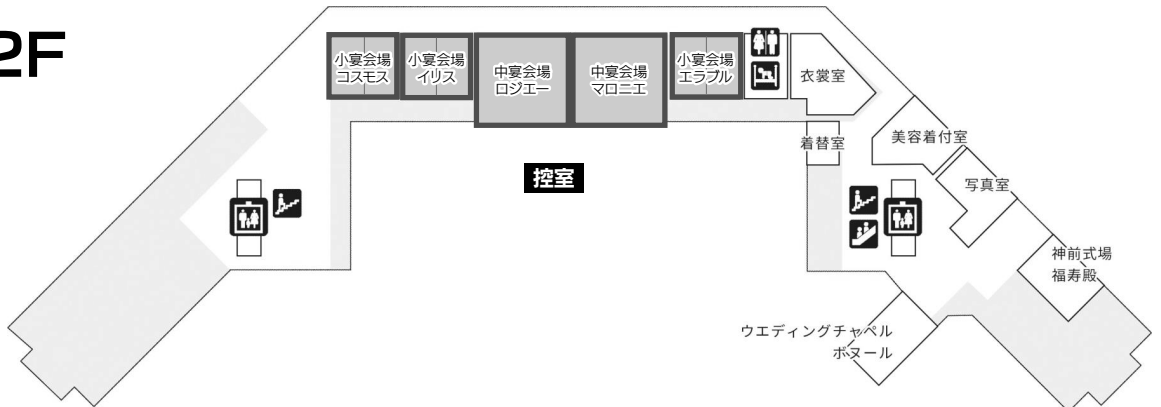 2F
小宴会場
コスモス
小宴会場
イリス
中宴会場
ロジエー
中宴会場
マロニエ
小宴会場
エラブル
衣裳室
着替室
美容着付室
写真室
控室
神前式場
福寿殿
ウエディングチャペル
ボヌール